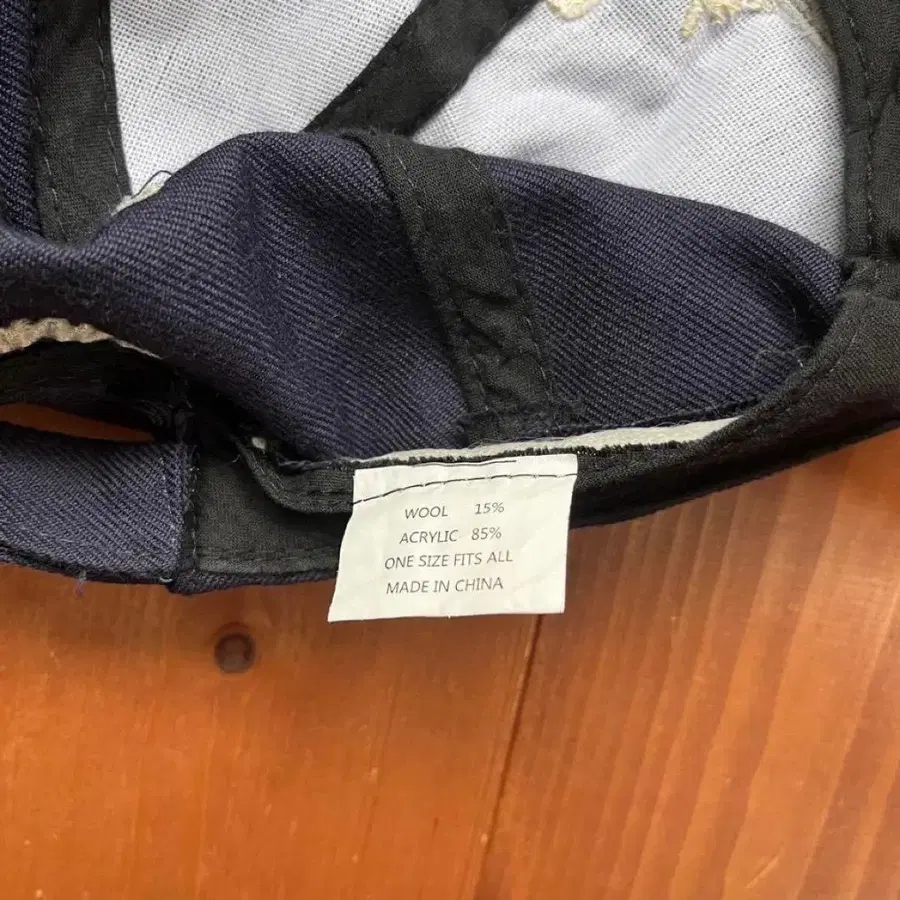 WOOL 15%
ACRYLIC 85%
ONE SIZE FITS ALL
MADE IN CHINA